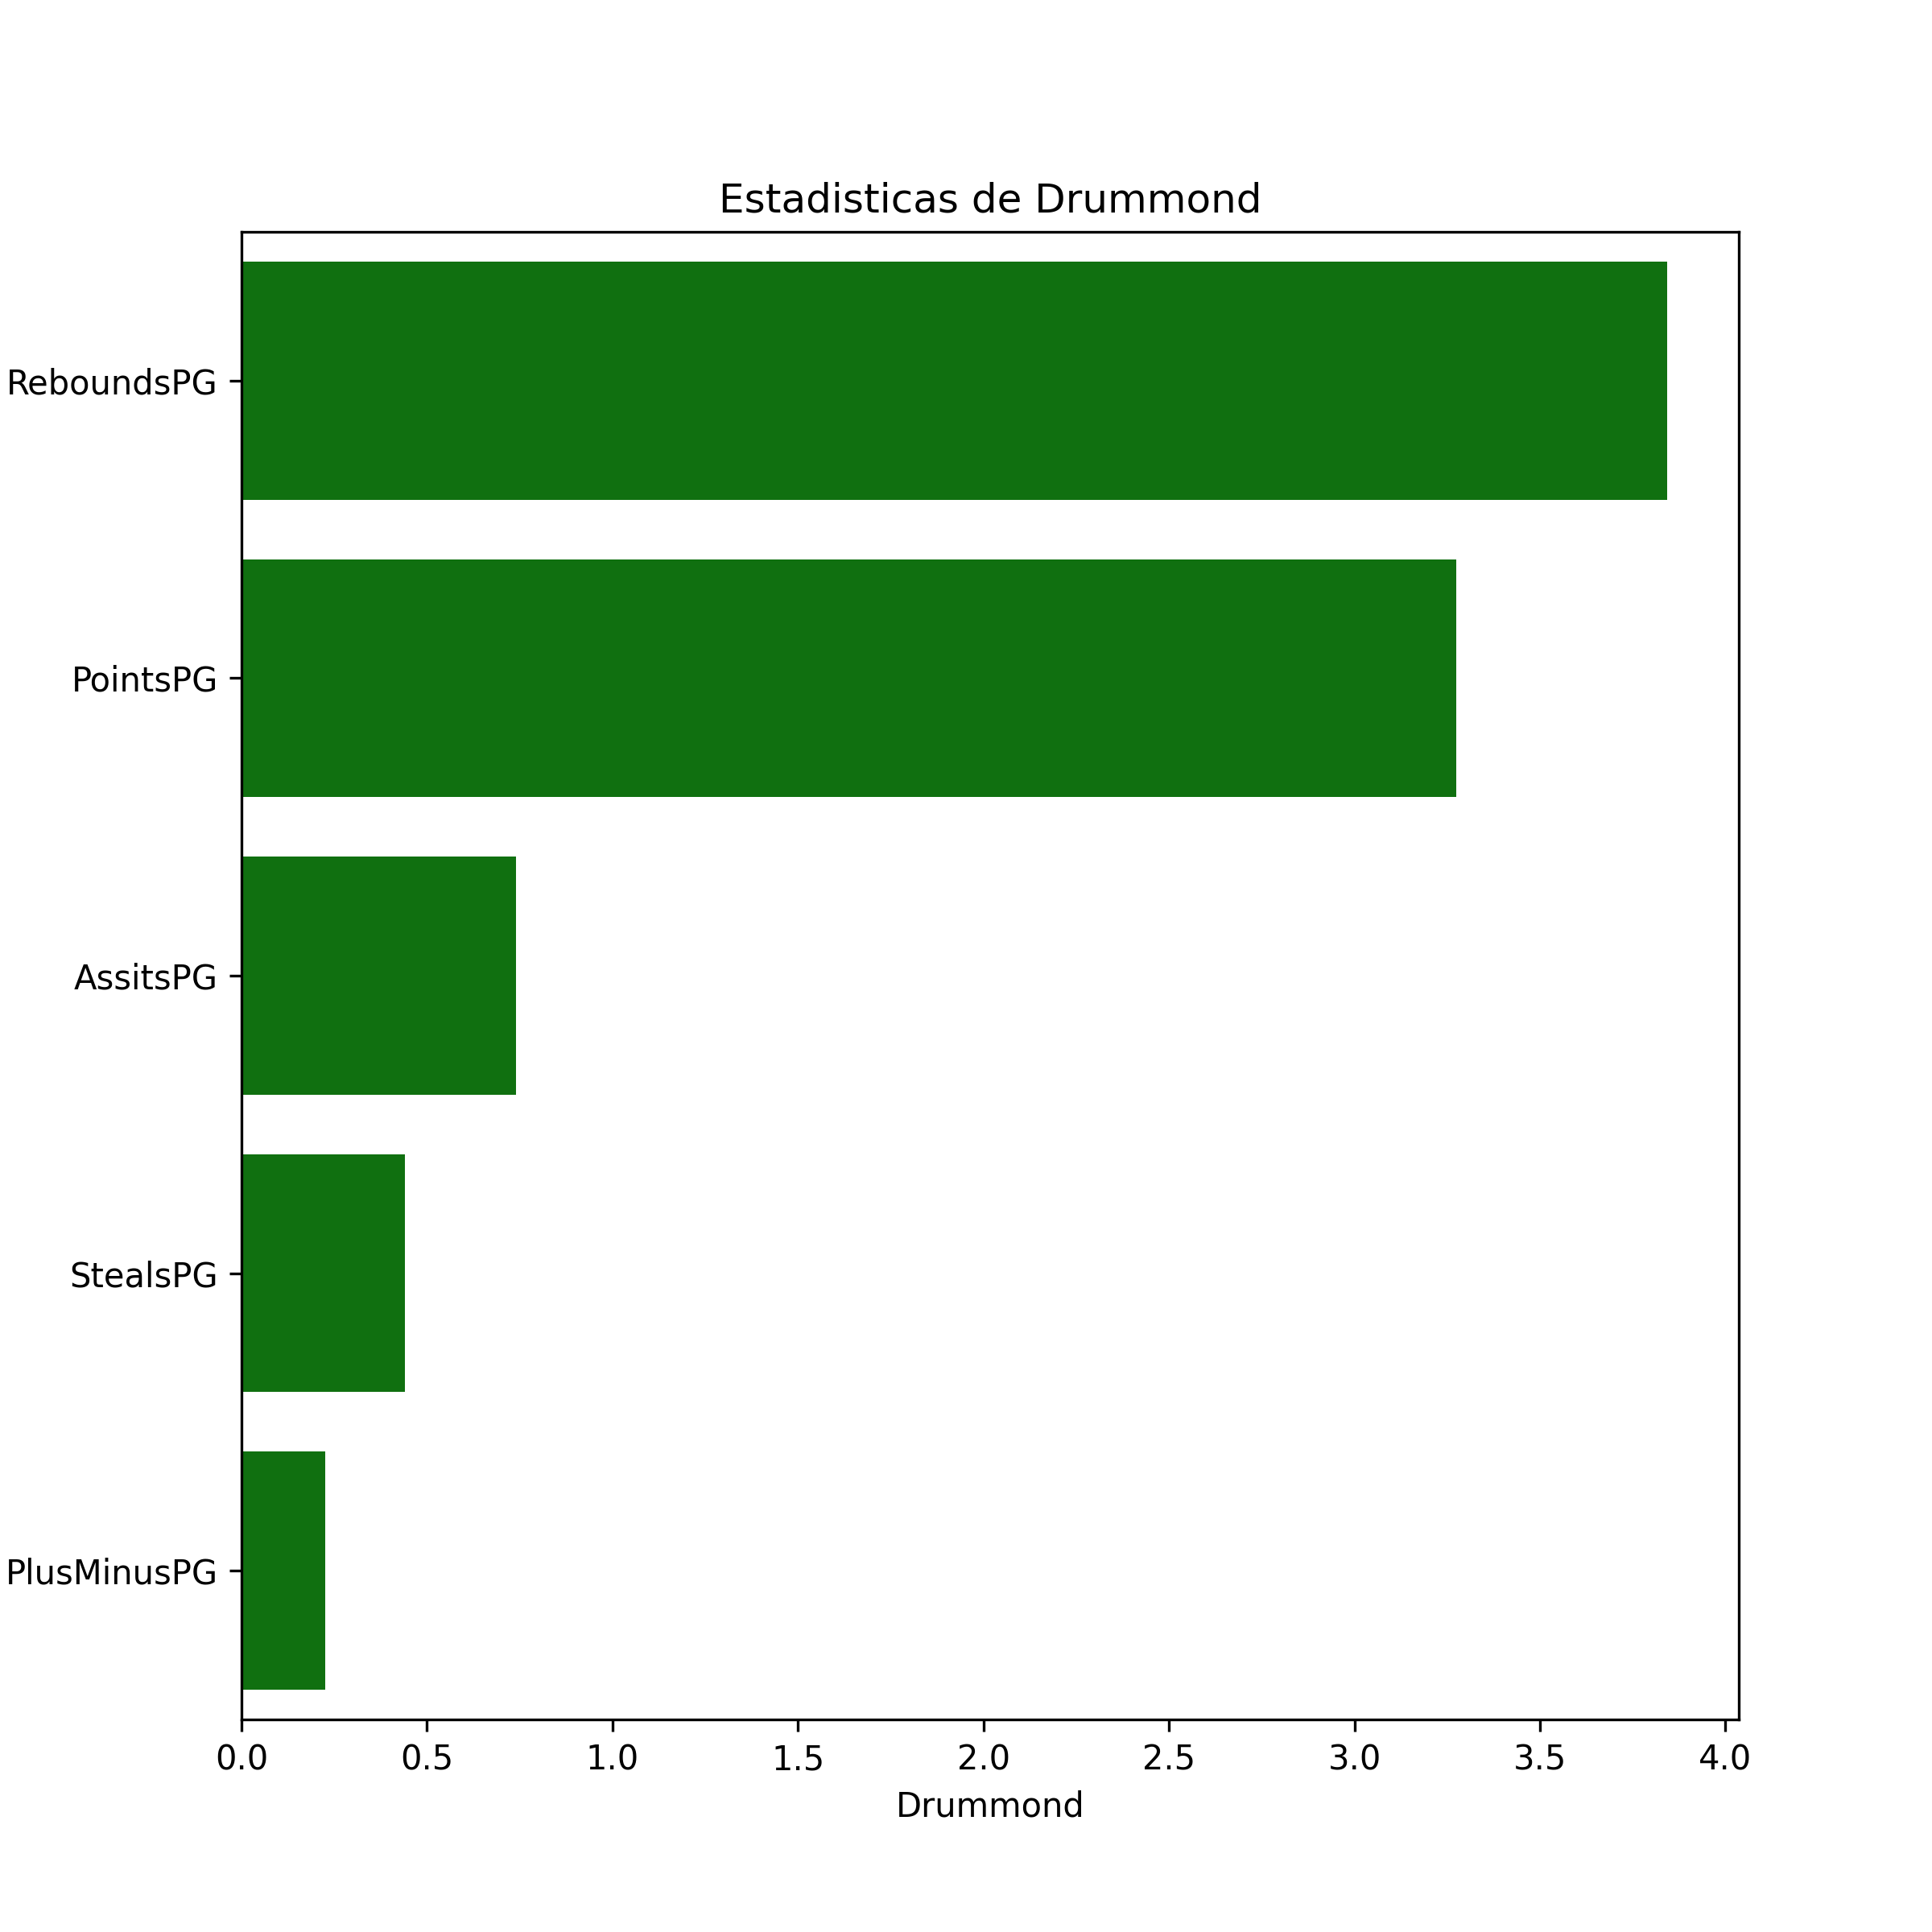 Estadisticas de Drummond
ReboundsPG
PointsPG
AssitsPG
StealsPG
PlusMinusPG
0.0 0.5 1.0 1.5 2.0 2.5 3.0 3.5 4.0
Drummond